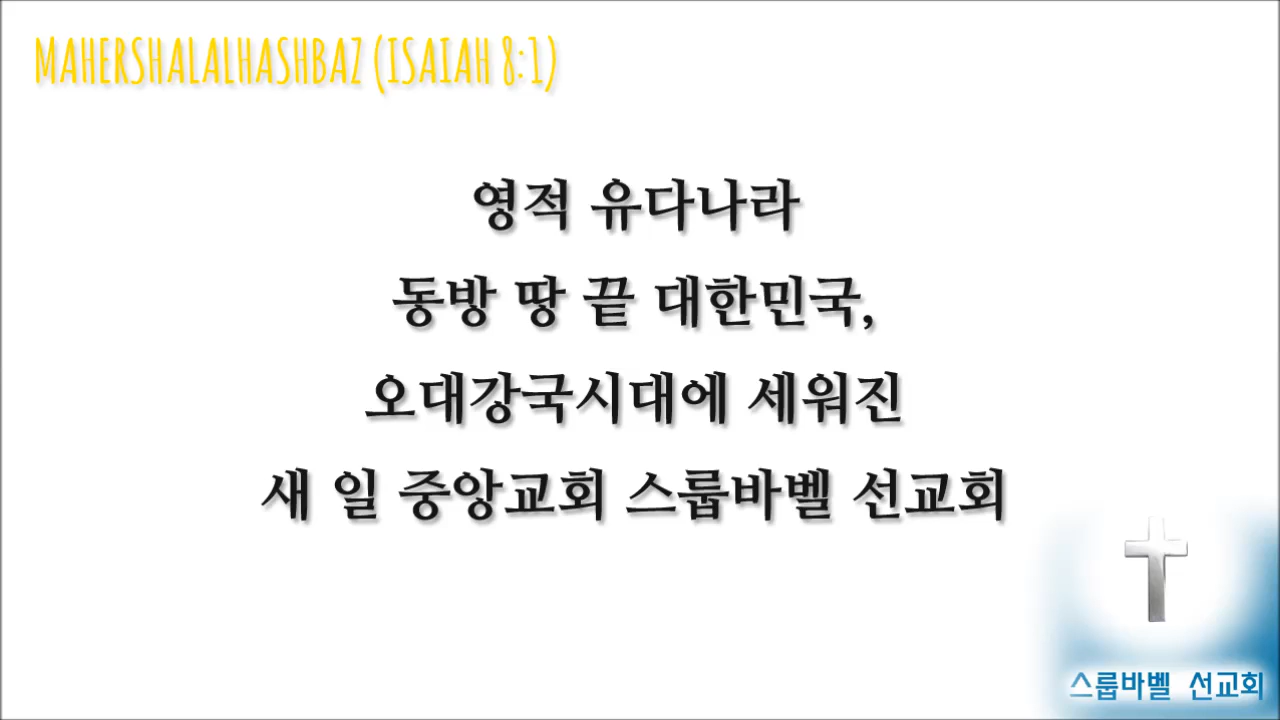 MAHERSHALALHASHBAZ (ISAIAH 8:1)
영적 유다나라
동방 땅 끝 대한민국,
오대강국시대에 세워진
새 일 중앙교회 스룹바벨 선교회
스룹바벨 선교회